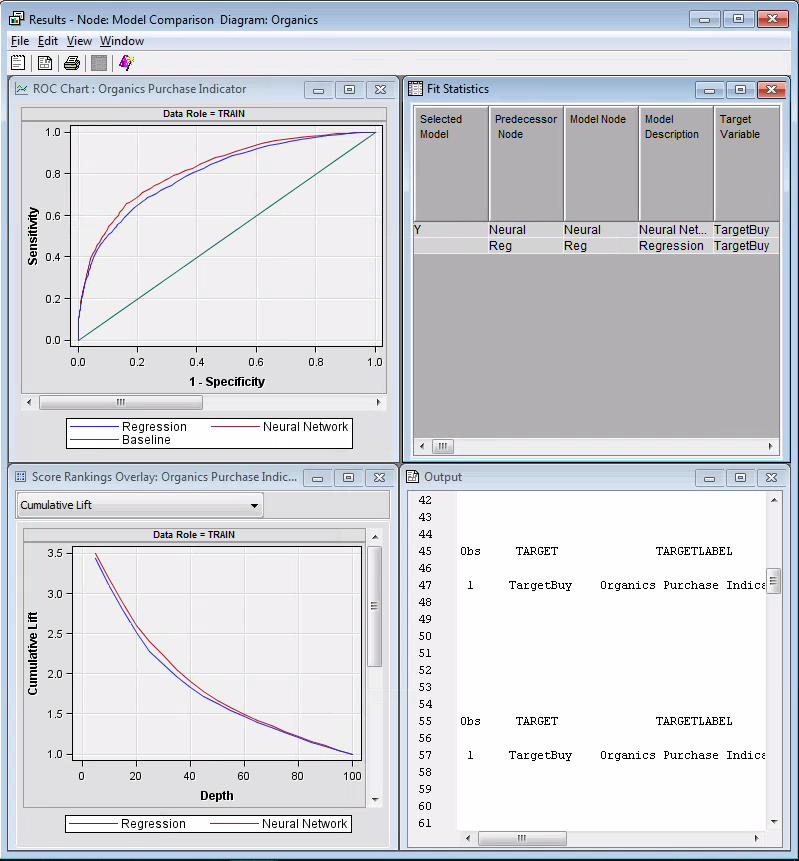 Results - Node: Model Comparison Diagram: Organics
File Edit View Window
ROC Chart : Organics Purchase Indicator
Data Role = TRAIN
1.0
0.8
0.6
0.4
0.2
0.0
Sensitivity
0.0 0.2 0.4 0.6 0.8 1.0
1 - Specificity
Regression Neural Network
Baseline
Fit Statistics
Selected Model Predecessor Node Model Node Model Description Target Variable
Y Neural Neural Neural Net... TargetBuy
Reg Reg Regression TargetBuy
Score Rankings Overlay: Organics Purchase Indic...
Cumulative Lift
Data Role = TRAIN
3.5
3.0
2.5
2.0
1.5
1.0
Cumulative Lift
0 20 40 60 80 100
Depth
Regression Neural Network
Output
42
43
44
45 Obs TARGET TARGETLABEL
46
47 1 TargetBuy Organics Purchase Indica
48
49
50
51
52
53
54
55 Obs TARGET TARGETLABEL
56
57 1 TargetBuy Organics Purchase Indica
58
59
60
61